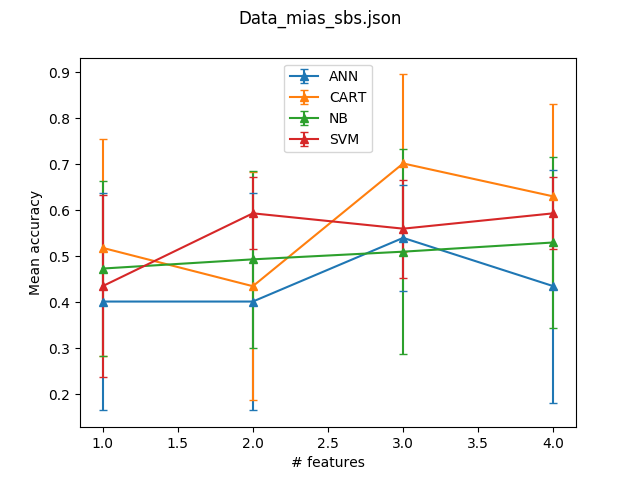 Data_mias_sbs.json
0.9
0.8
0.7
0.6
0.5
0.4
0.3
0.2
Mean accuracy
ANN
CART
NB
SVM
1.0 1.5 2.0 2.5 3.0 3.5 4.0
# features